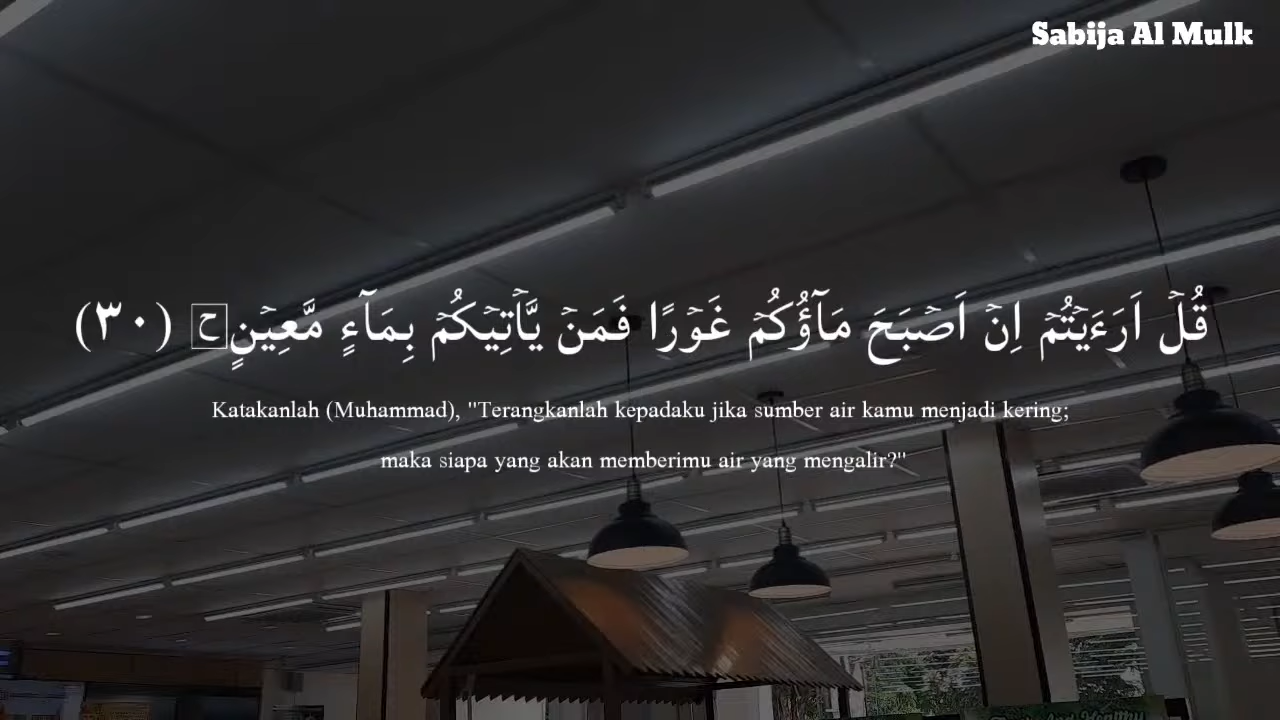 Sabija Al Mulk
قُلْ اَرَءَيْتُمْ اِنْ اَصْبَحَ مَآؤُكُمْ غَوْرًا فَمَنْ يَّأْتِيْكُمْ بِمَاۤءٍ مَّعِيْنٍ ࣖ (٣٠)
Katakanlah (Muhammad), "Terangkanlah kepadaku jika sumber air kamu menjadi kering;
maka siapa yang akan memberimu air yang mengalir?"